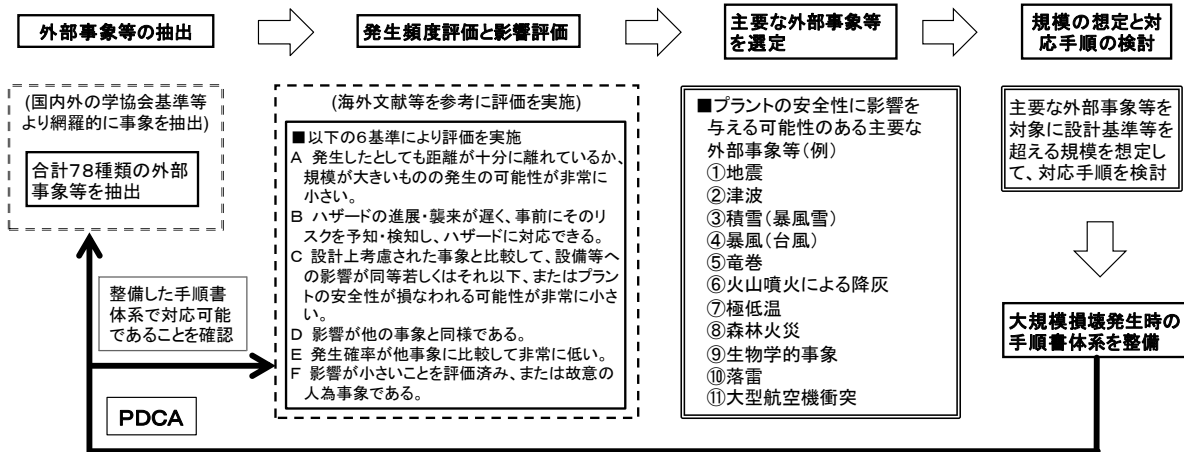 外部事象等の抽出
発生頻度評価と影響評価
主要な外部事象等
を選定
規模の想定と対
応手順の検討
(国内外の学協会基準等
より網羅的に事象を抽出)
合計78種類の外部
事象等を抽出
(海外文献等を参考に評価を実施)
■以下の6基準により評価を実施
A 発生したとしても距離が十分に離れているか、
規模が大きいものの発生の可能性が非常に
小さい。
B ハザードの進展・襲来が遅く、事前にそのリ
スクを予知・検知し、ハザードに対応できる。
C 設計上考慮された事象と比較して、設備等へ
の影響が同等若しくはそれ以下、またはプラン
トの安全性が損なわれる可能性が非常に小さ
い。
D 影響が他の事象と同様である。
E 発生確率が他事象に比較して非常に低い。
F 影響が小さいことを評価済み、または故意の
人為事象である。
■プラントの安全性に影響を
与える可能性のある主要な
外部事象等(例)
①地震
②津波
③積雪(暴風雪)
④暴風(台風)
⑤竜巻
⑥火山噴火による降灰
⑦極低温
⑧森林火災
⑨生物学的事象
⑩落雷
⑪大型航空機衝突
主要な外部事象等を
対象に設計基準等を
超える規模を想定し
て、対応手順を検討
大規模損壊発生時の
手順書体系を整備
整備した手順書
体系で対応可能
であることを確認
PDCA